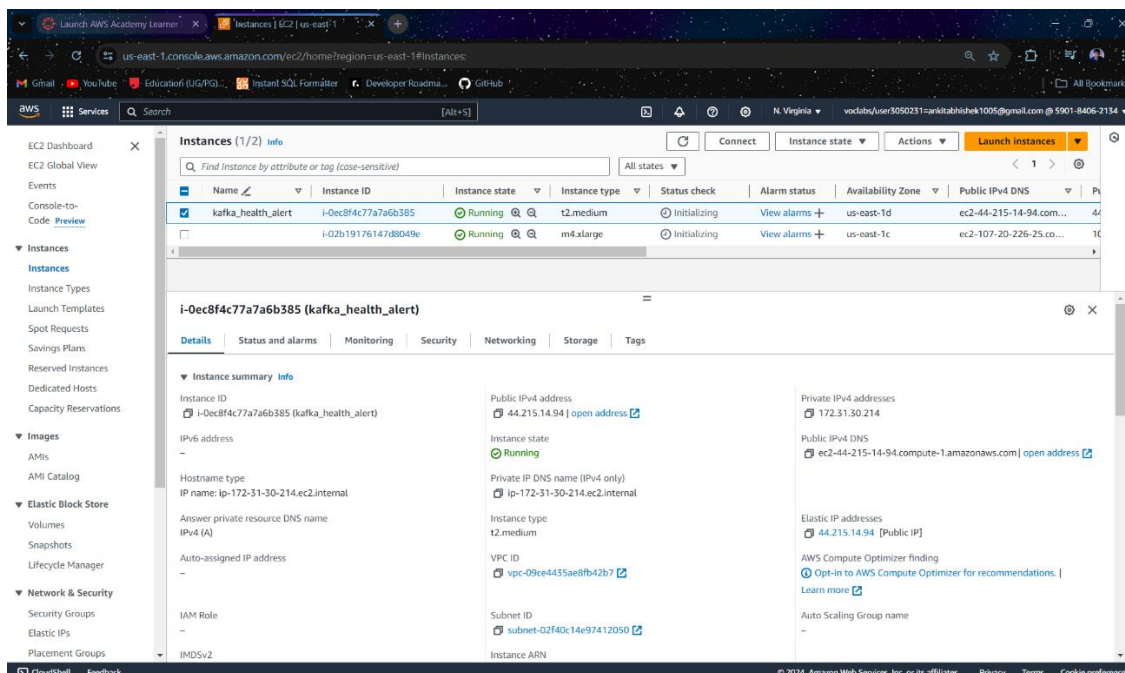 Launch AWS Academy Learner
Instances | EC2 | us-east-1
us-east-1.console.aws.amazon.com/ec2/home?region=us-east-1#Instances:
Gmail YouTube Education (UG/PG)... Instant SQL Formatter Developer Roadma... GitHub All Bookmark
aws Services Search [Alt+S] N. Virginia voclabs/user3050231=ankitabhishek1005@gmail.com @ 5901-8406-2134
EC2 Dashboard
EC2 Global View
Events
Console-to-
Code Preview
Instances
Instances
Instance Types
Launch Templates
Spot Requests
Savings Plans
Reserved Instances
Dedicated Hosts
Capacity Reservations
Images
AMIs
AMI Catalog
Elastic Block Store
Volumes
Snapshots
Lifecycle Manager
Network & Security
Security Groups
Elastic IPs
Placement Groups
Instances (1/2) Info Connect Instance state Actions Launch instances
Find Instance by attribute or tag (case-sensitive) All states 1
Name Instance ID Instance state Instance type Status check Alarm status Availability Zone Public IPv4 DNS Pu
kafka_health_alert i-0ec8f4c77a7a6b385 Running t2.medium Initializing View alarms + us-east-1d ec2-44-215-14-94.com... 44
i-02b19176147d8049e Running m4.xlarge Initializing View alarms + us-east-1c ec2-107-20-226-25.co... 10
i-0ec8f4c77a7a6b385 (kafka_health_alert)
Details Status and alarms Monitoring Security Networking Storage Tags
Instance summary Info
Instance ID Public IPv4 address Private IPv4 addresses
i-0ec8f4c77a7a6b385 (kafka_health_alert) 44.215.14.94 | open address 172.31.30.214
IPv6 address Instance state Public IPv4 DNS
– Running ec2-44-215-14-94.compute-1.amazonaws.com | open address
Hostname type Private IP DNS name (IPv4 only)
IP name: ip-172-31-30-214.ec2.internal ip-172-31-30-214.ec2.internal
Answer private resource DNS name Instance type Elastic IP addresses
IPv4 (A) t2.medium 44.215.14.94 [Public IP]
Auto-assigned IP address VPC ID AWS Compute Optimizer finding
– vpc-09ce4435ae8fb42b7 Opt-in to AWS Compute Optimizer for recommendations. |
Learn more
IAM Role Subnet ID Auto Scaling Group name
– subnet-02f40c14e97412050 –
IMDSv2 Instance ARN
CloudShell Feedback © 2024, Amazon Web Services, Inc. or its affiliates. Privacy Terms Cookie preferences